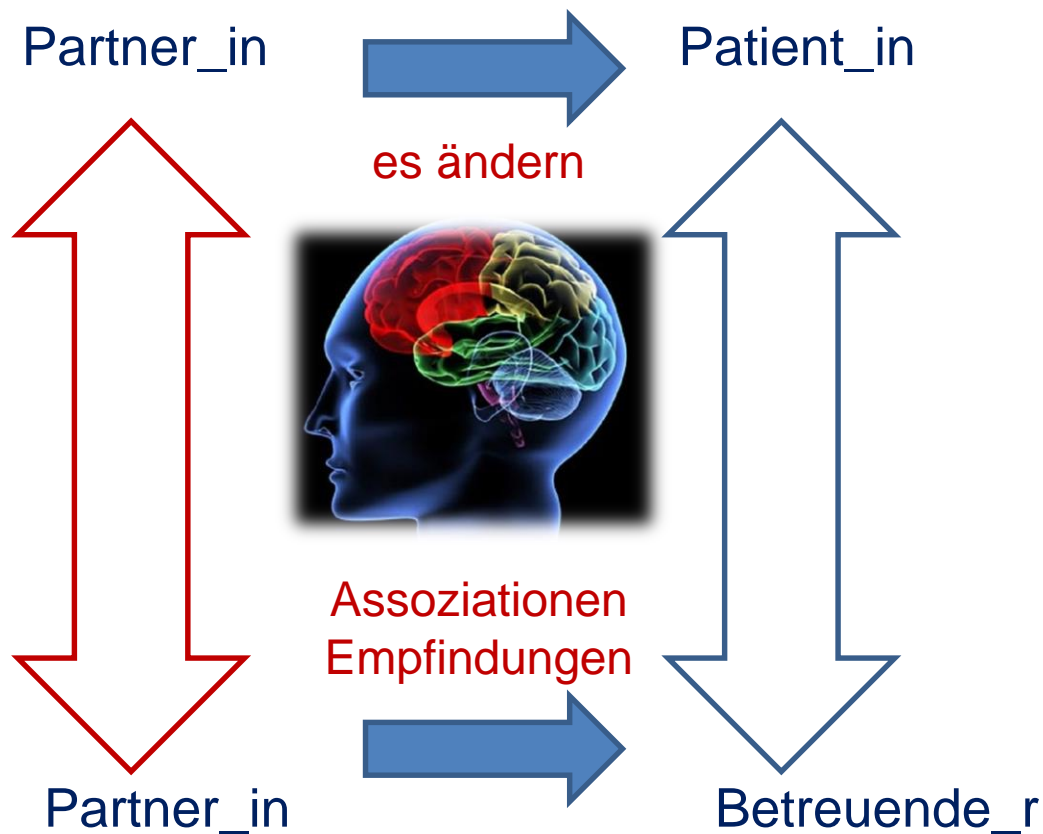 Partner_in
Patient_in
es ändern
Assoziationen
Empfindungen
Partner_in
Betreuende_r